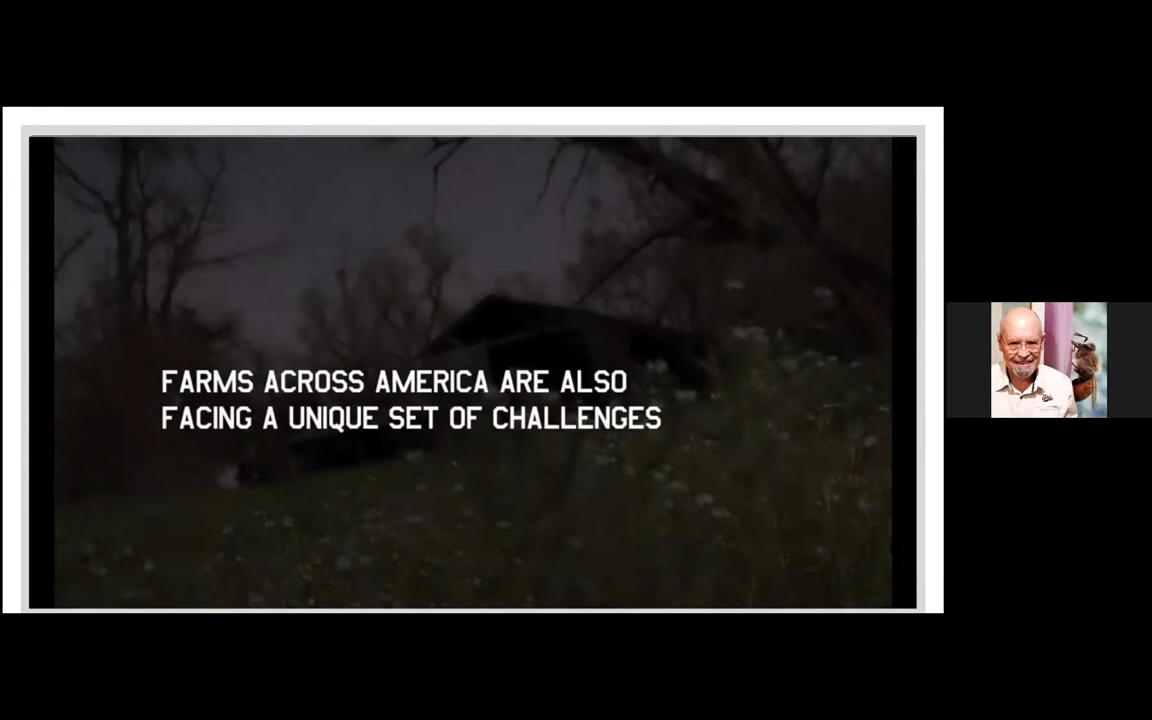 FARMS ACROSS AMERICA ARE ALSO
FACING A UNIQUE SET OF CHALLENGES